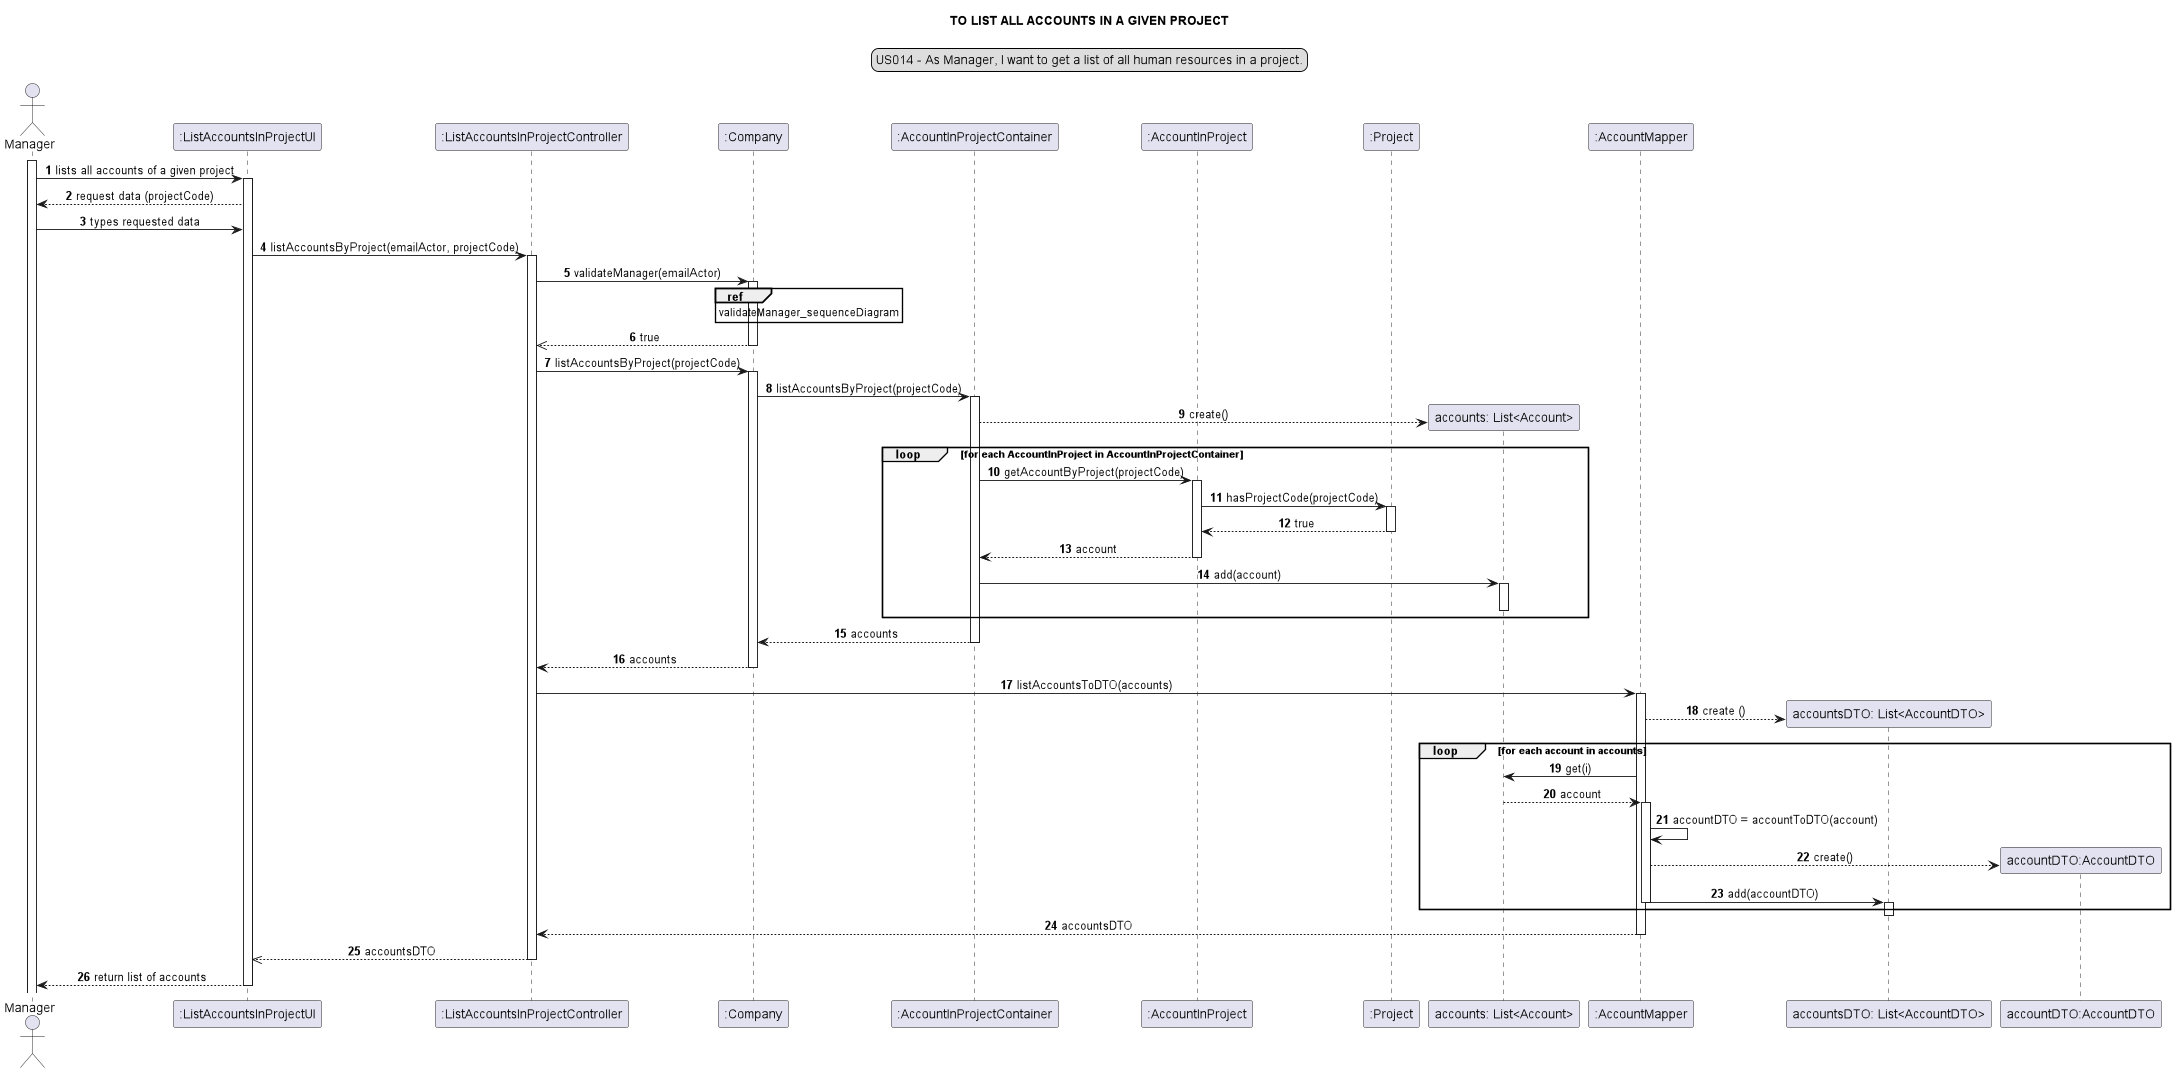 TO LIST ALL ACCOUNTS IN A GIVEN PROJECT
US014 - As Manager, I want to get a list of all human resources in a project.
Manager
:ListAccountsInProjectUI
:ListAccountsInProjectController
:Company
:AccountInProjectContainer
:AccountInProject
:Project
:AccountMapper
1 lists all accounts of a given project
2 request data (projectCode)
3 types requested data
4 listAccountsByProject(emailActor, projectCode)
5 validateManager(emailActor)
ref
validateManager_sequenceDiagram
6 true
7 listAccountsByProject(projectCode)
8 listAccountsByProject(projectCode)
9 create()
accounts: List<Account>
loop [for each AccountInProject in AccountInProjectContainer]
10 getAccountByProject(projectCode)
11 hasProjectCode(projectCode)
12 true
13 account
14 add(account)
15 accounts
16 accounts
17 listAccountsToDTO(accounts)
18 create ()
accountsDTO: List<AccountDTO>
loop [for each account in accounts]
19 get(i)
20 account
21 accountDTO = accountToDTO(account)
22 create()
accountDTO:AccountDTO
23 add(accountDTO)
24 accountsDTO
25 accountsDTO
26 return list of accounts
Manager
:ListAccountsInProjectUI
:ListAccountsInProjectController
:Company
:AccountInProjectContainer
:AccountInProject
:Project
accounts: List<Account>
:AccountMapper
accountsDTO: List<AccountDTO>
accountDTO:AccountDTO